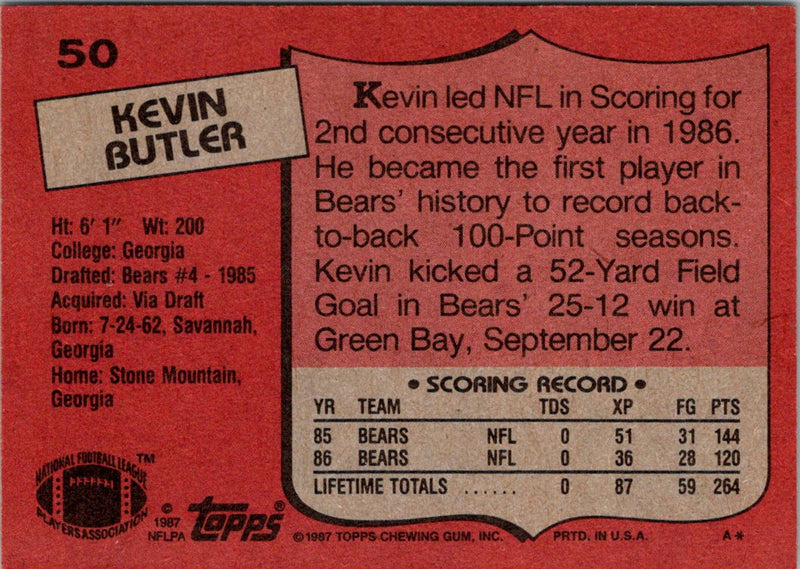 50
KEVIN
BUTLER
Ht: 6' 1" Wt: 200
College: Georgia
Drafted: Bears #4 - 1985
Acquired: Via Draft
Born: 7-24-62, Savannah,
Georgia
Home: Stone Mountain,
Georgia
Kevin led NFL in Scoring for
2nd consecutive year in 1986.
He became the first player in
Bears' history to record back-
to-back 100-Point seasons.
Kevin kicked a 52-Yard Field
Goal in Bears' 25-12 win at
Green Bay, September 22.
• SCORING RECORD •
YR TEAM TDS XP FG PTS
85 BEARS NFL 0 51 31 144
86 BEARS NFL 0 36 28 120
LIFETIME TOTALS ...... 0 87 59 264
NATIONAL FOOTBALL LEAGUE
PLAYERS ASSOCIATION
TM
©
1987
NFLPA
topps®
©1987 TOPPS CHEWING GUM, INC. PRTD. IN U.S.A. A*